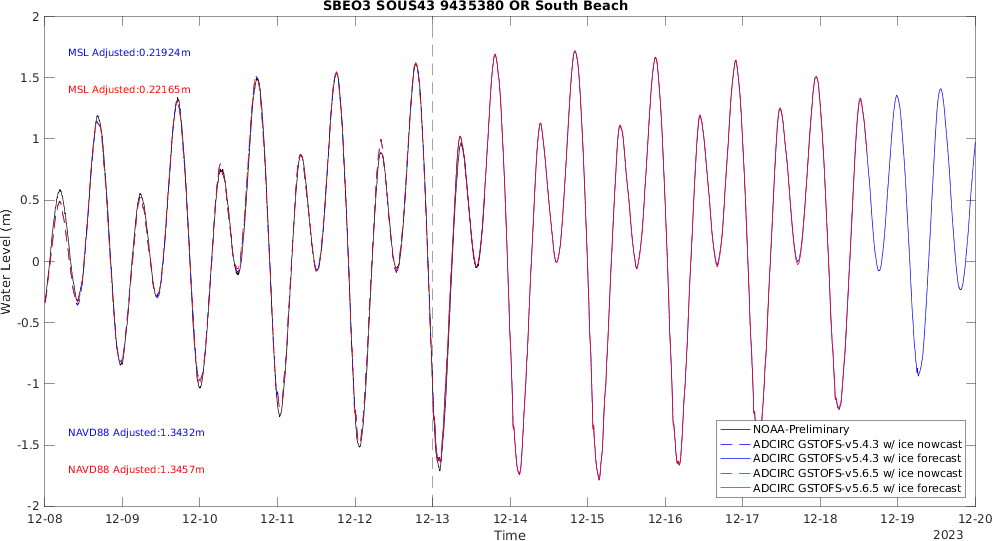 SBEO3 SOUS43 9435380 OR South Beach
2
1.5
1
0.5
0
-0.5
-1
-1.5
-2
Water Level (m)
MSL Adjusted:0.21924m
MSL Adjusted:0.22165m
NAVD88 Adjusted:1.3432m
NAVD88 Adjusted:1.3457m
NOAA-Preliminary
ADCIRC GSTOFS-v5.4.3 w/ ice nowcast
ADCIRC GSTOFS-v5.4.3 w/ ice forecast
ADCIRC GSTOFS-v5.6.5 w/ ice nowcast
ADCIRC GSTOFS-v5.6.5 w/ ice forecast
12-08 12-09 12-10 12-11 12-12 12-13 12-14 12-15 12-16 12-17 12-18 12-19 12-20
Time
2023